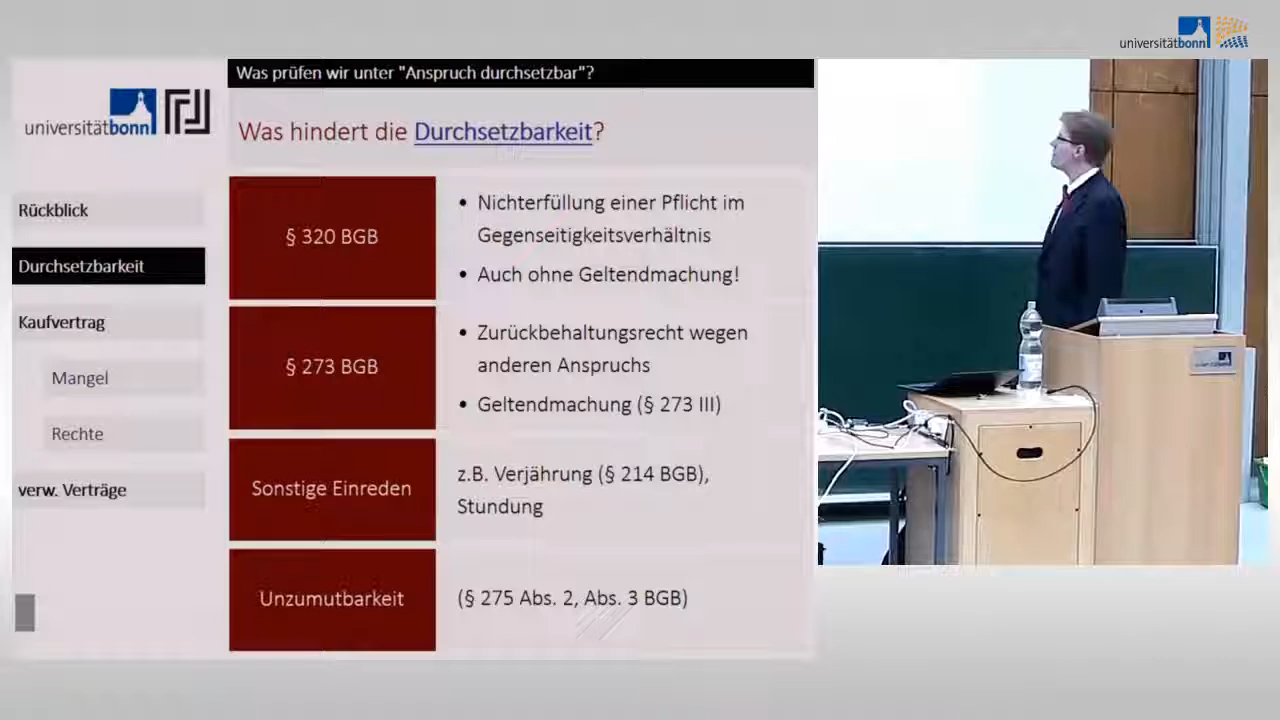 universitätbonn
Was prüfen wir unter "Anspruch durchsetzbar"?
universitätbonn
Was hindert die Durchsetzbarkeit?
Rückblick
Durchsetzbarkeit
Kaufvertrag
Mangel
Rechte
verw. Verträge
§ 320 BGB
• Nichterfüllung einer Pflicht im
Gegenseitigkeitsverhältnis
• Auch ohne Geltendmachung!
§ 273 BGB
• Zurückbehaltungsrecht wegen
anderen Anspruchs
• Geltendmachung (§ 273 III)
Sonstige Einreden
z.B. Verjährung (§ 214 BGB),
Stundung
Unzumutbarkeit
(§ 275 Abs. 2, Abs. 3 BGB)